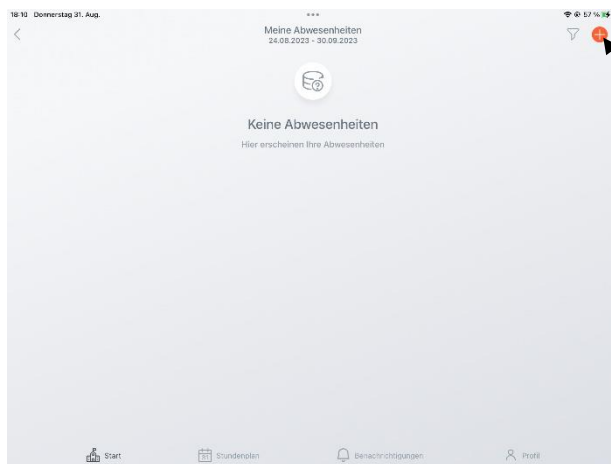 18:10 Donnerstag 31. Aug.
57 %
Meine Abwesenheiten
24.08.2023 - 30.09.2023
Keine Abwesenheiten
Hier erscheinen Ihre Abwesenheiten
Start
31 Stundenplan
Benachrichtigungen
Profil